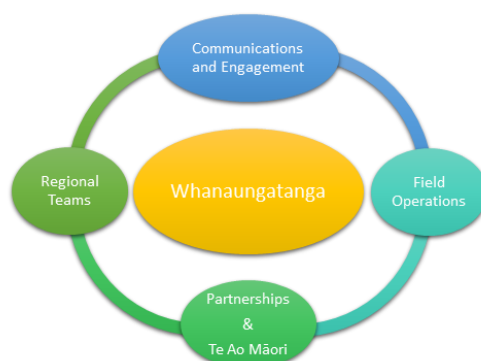 Communications
and Engagement
Regional
Teams
Whanaungatanga
Field
Operations
Partnerships
&
Te Ao Māori